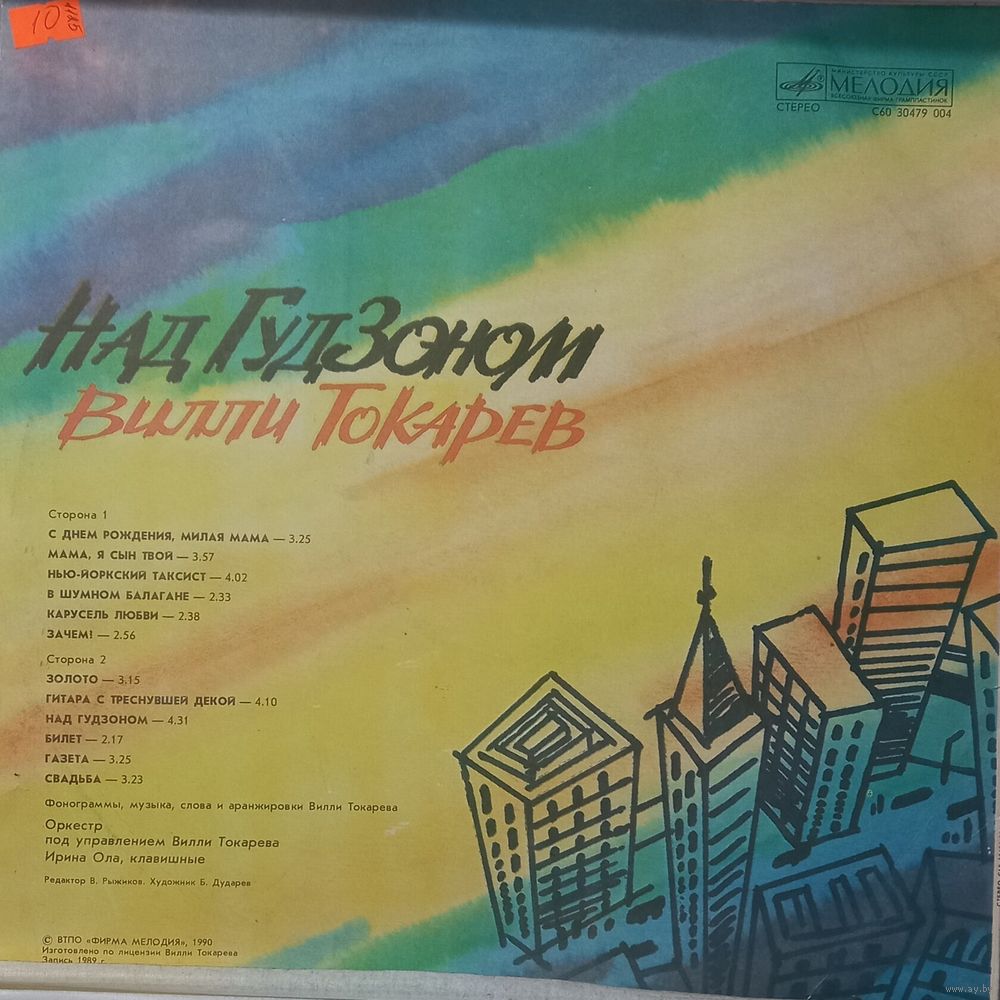 10
МИНИСТЕРСТВО КУЛЬТУРЫ СССР
МЕЛОДИЯ
ВСЕСОЮЗНАЯ ФИРМА ГРАМПЛАСТИНОК
СТЕРЕО
С60 30479 004
НАД ГУДЗОНОМ
ВИЛЛИ ТОКАРЕВ
Сторона 1
С ДНЕМ РОЖДЕНИЯ, МИЛАЯ МАМА — 3.25
МАМА, Я СЫН ТВОЙ — 3.57
НЬЮ-ЙОРКСКИЙ ТАКСИСТ — 4.02
В ШУМНОМ БАЛАГАНЕ — 2.33
КАРУСЕЛЬ ЛЮБВИ — 2.38
ЗАЧЕМ! — 2.56
Сторона 2
ЗОЛОТО — 3.15
ГИТАРА С ТРЕСНУВШЕЙ ДЕКОЙ — 4.10
НАД ГУДЗОНОМ — 4.31
БИЛЕТ — 2.17
ГАЗЕТА — 3.25
СВАДЬБА — 3.23
Фонограммы, музыка, слова и аранжировки Вилли Токарева
Оркестр
под управлением Вилли Токарева
Ирина Ола, клавишные
Редактор В. Рыжиков. Художник Б. Дударев
© ВТПО «ФИРМА МЕЛОДИЯ», 1990
Изготовлено по лицензии Вилли Токарева
Запись 1989 г.
www.ay.by